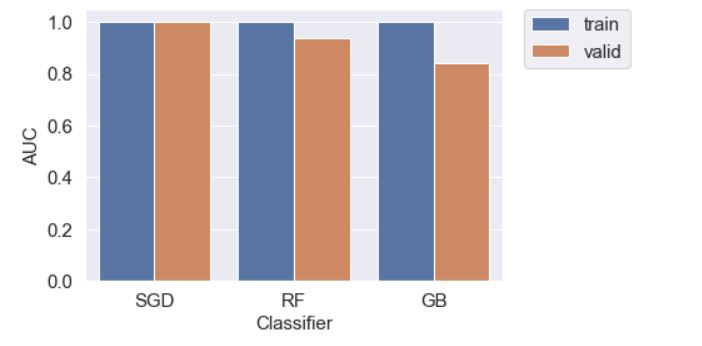 1.0
0.8
0.6
0.4
0.2
0.0
AUC
SGD RF GB
Classifier
train
valid